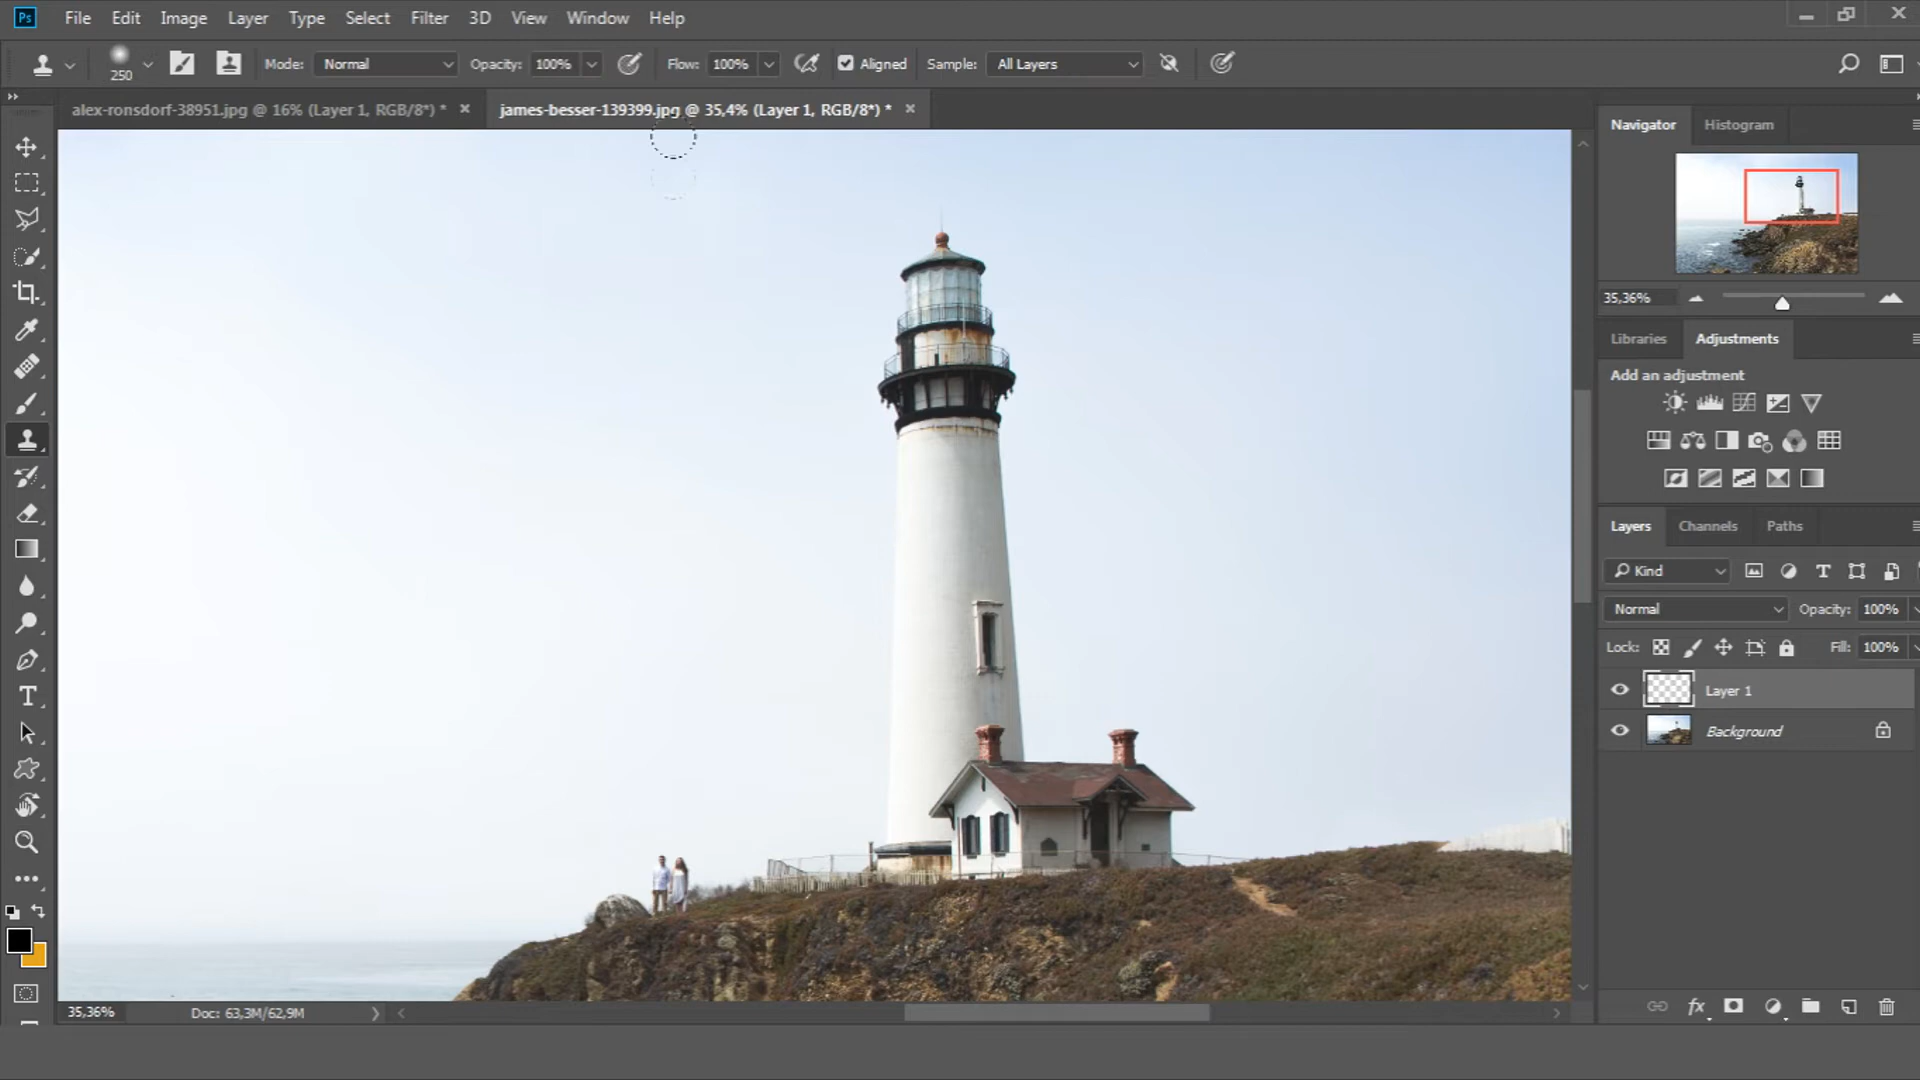 Ps File Edit Image Layer Type Select Filter 3D View Window Help
250 Mode: Normal Opacity: 100% Flow: 100% Aligned Sample: All Layers
alex-ronsdorf-38951.jpg @ 16% (Layer 1, RGB/8*) * × james-besser-139399.jpg @ 35,4% (Layer 1, RGB/8*) * ×
Navigator Histogram
35,36%
Libraries Adjustments
Add an adjustment
Layers Channels Paths
Kind
Normal Opacity: 100%
Lock: Fill: 100%
Layer 1
Background
35,36% Doc: 63,3M/62,9M